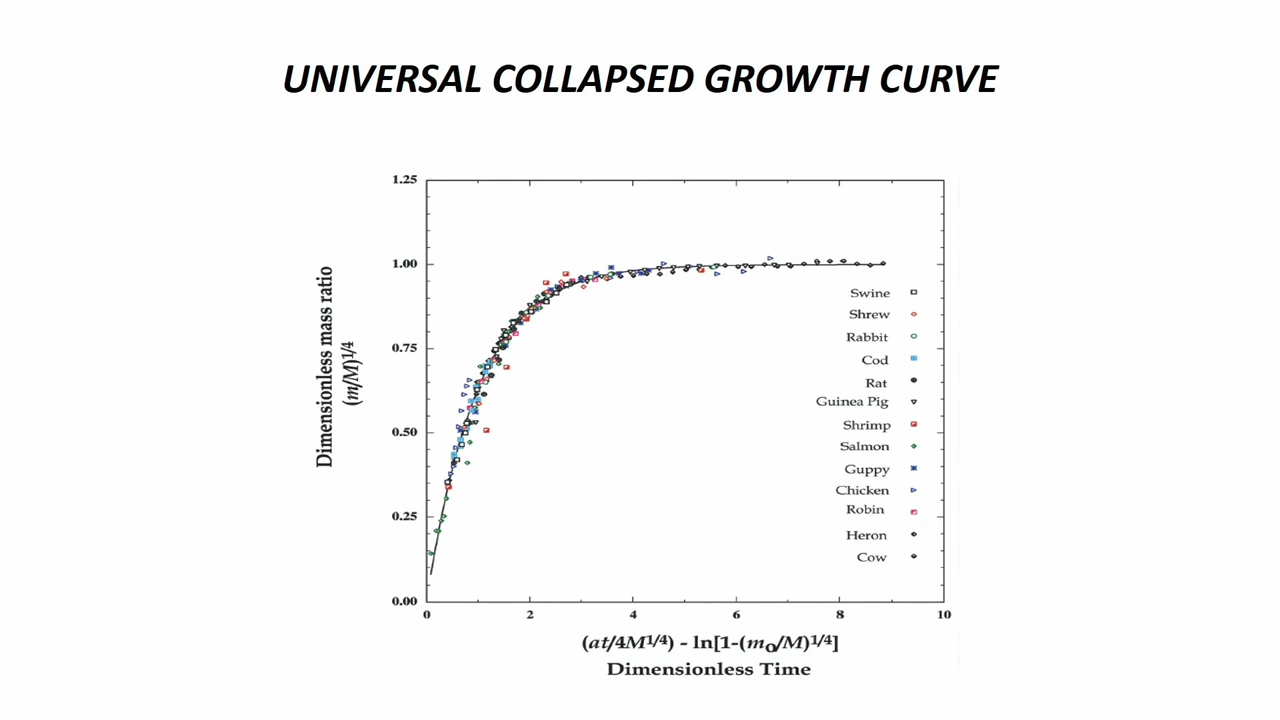 UNIVERSAL COLLAPSED GROWTH CURVE
1.25
1.00
0.75
0.50
0.25
0.00
Dimensionless mass ratio
(m/M)1/4
Swine
Shrew
Rabbit
Cod
Rat
Guinea Pig
Shrimp
Salmon
Guppy
Chicken
Robin
Heron
Cow
0 2 4 6 8 10
(at/4M1/4) - ln[1-(mo/M)1/4]
Dimensionless Time